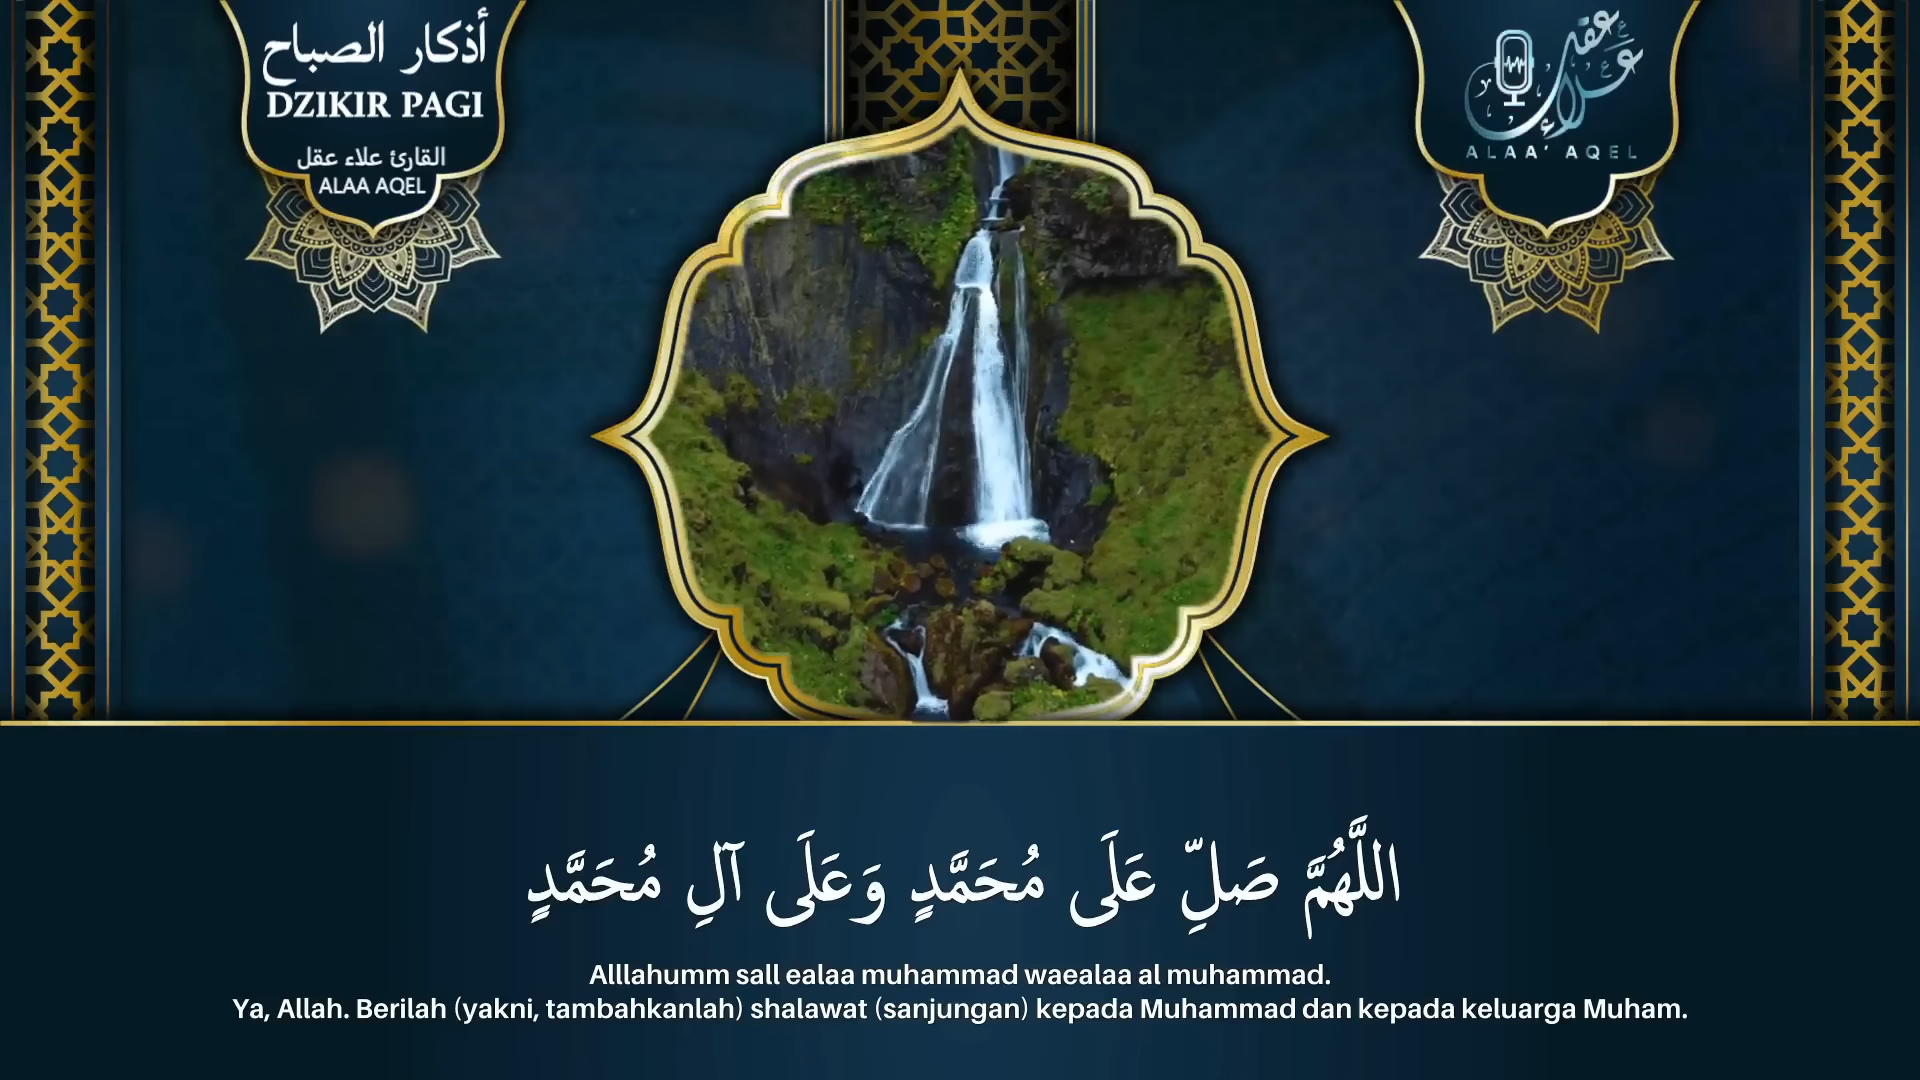 أذكار الصباح
DZIKIR PAGI
القارئ علاء عقل
ALAA AQEL
علاء عقل
ALAA' AQEL
اللَّهُمَّ صَلِّ عَلَى مُحَمَّدٍ وَعَلَى آلِ مُحَمَّدٍ
Alllahumm sall ealaa muhammad waealaa al muhammad.
Ya, Allah. Berilah (yakni, tambahkanlah) shalawat (sanjungan) kepada Muhammad dan kepada keluarga Muham.